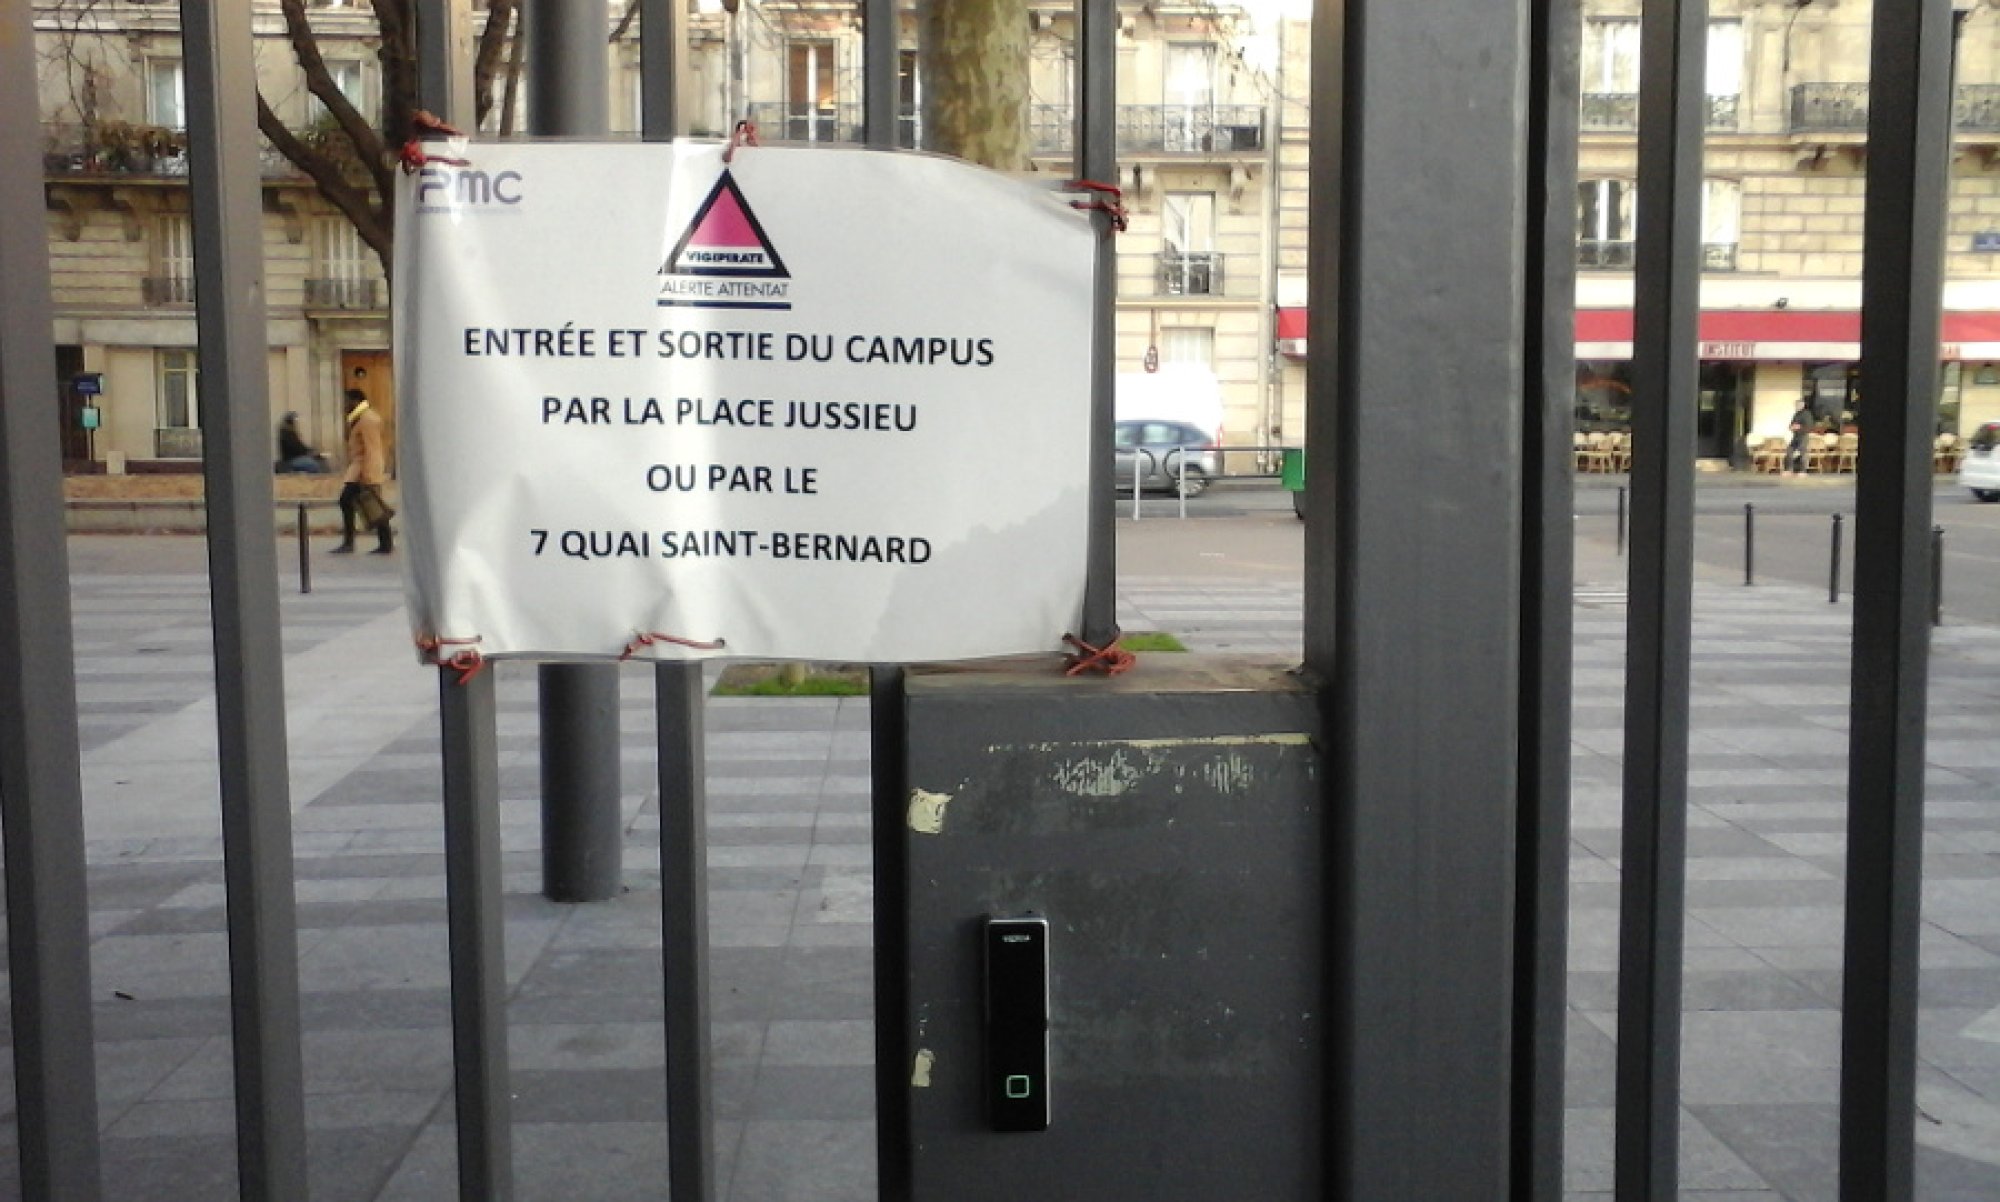 PMC
VIGIPIRATE
ALERTE ATTENTAT
ENTRÉE ET SORTIE DU CAMPUS
PAR LA PLACE JUSSIEU
OU PAR LE
7 QUAI SAINT-BERNARD
INSTITUT